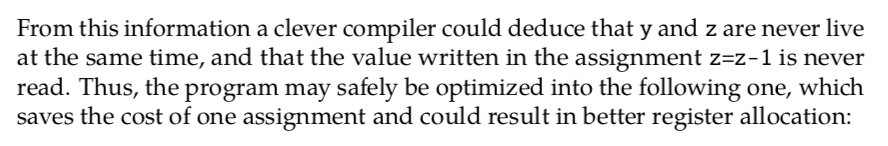 From this information a clever compiler could deduce that y and z are never live
at the same time, and that the value written in the assignment z=z-1 is never
read. Thus, the program may safely be optimized into the following one, which
saves the cost of one assignment and could result in better register allocation: